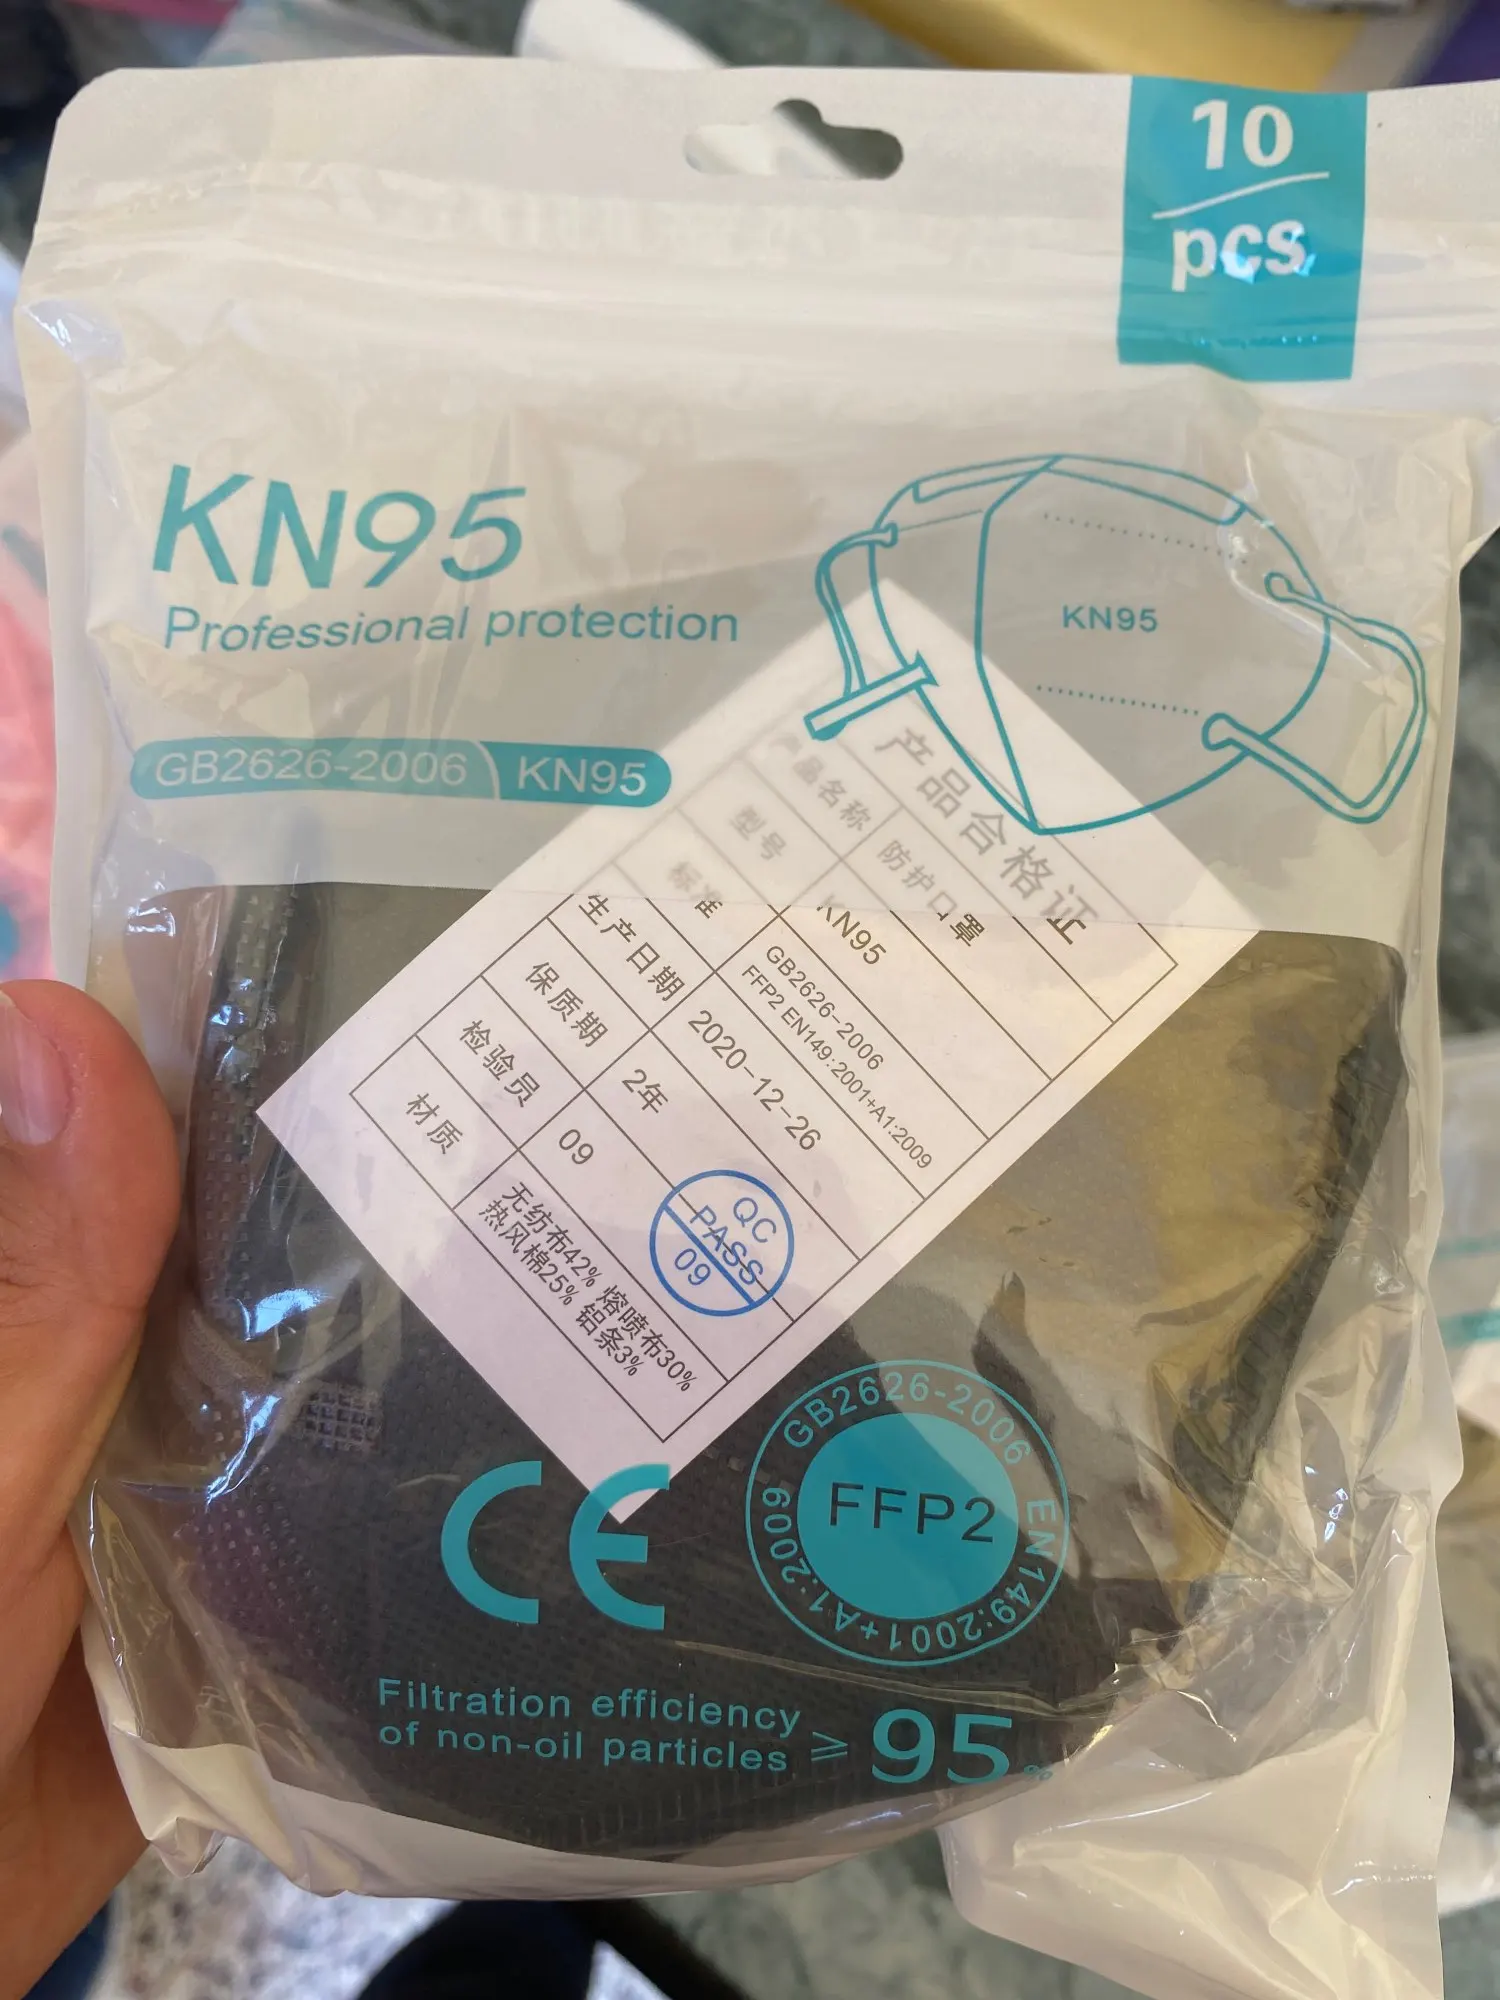 10
pcs
KN95
Professional protection
GB2626-2006 KN95
KN95
产品合格证
产品名称 防护口罩
型号 KN95
标准 GB2626-2006
FFP2 EN149:2001+A1:2009
生产日期 2020-12-26
保质期 2年
检验员 09
QC
PASS
09
材质 无纺布42% 熔喷布30%
热风棉25% 铝条3%
CE
GB2626-2006 EN149:2001+A1:2009
FFP2
Filtration efficiency
of non-oil particles ≥ 95%